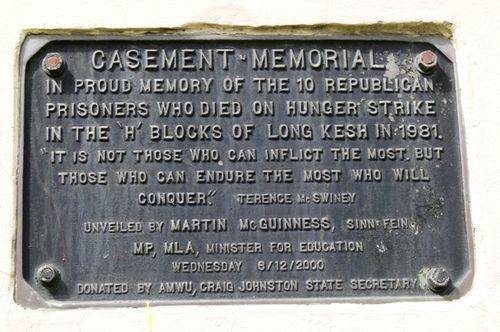 CASEMENT MEMORIAL
IN PROUD MEMORY OF THE 10 REPUBLICAN
PRISONERS WHO DIED ON HUNGER STRIKE
IN THE "H" BLOCKS OF LONG KESH IN 1981.
"IT IS NOT THOSE WHO CAN INFLICT THE MOST, BUT
THOSE WHO CAN ENDURE THE MOST WHO WILL
CONQUER." TERENCE McSWINEY
UNVEILED BY MARTIN McGUINNESS, SINN FEIN
MP, MLA, MINISTER FOR EDUCATION
WEDNESDAY 6/12/2000
DONATED BY AMWU, CRAIG JOHNSTON STATE SECRETARY